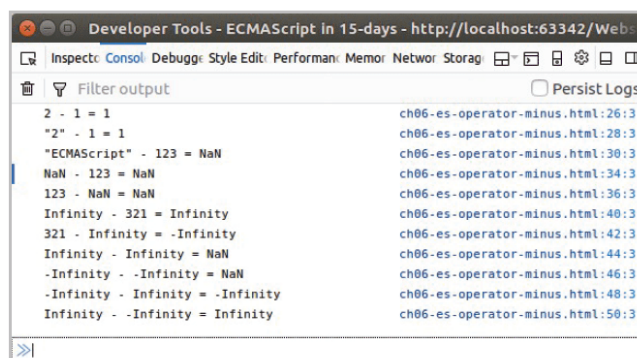 Developer Tools - ECMAScript in 15-days - http://localhost:63342/Webs
Inspecto Consol Debugge Style Edit Performan Memor Networ Storag
Filter output Persist Logs
2 - 1 = 1 ch06-es-operator-minus.html:26:3
"2" - 1 = 1 ch06-es-operator-minus.html:28:3
"ECMAScript" - 123 = NaN ch06-es-operator-minus.html:30:3
NaN - 123 = NaN ch06-es-operator-minus.html:34:3
123 - NaN = NaN ch06-es-operator-minus.html:36:3
Infinity - 321 = Infinity ch06-es-operator-minus.html:40:3
321 - Infinity = -Infinity ch06-es-operator-minus.html:42:3
Infinity - Infinity = NaN ch06-es-operator-minus.html:44:3
-Infinity - -Infinity = NaN ch06-es-operator-minus.html:46:3
-Infinity - Infinity = -Infinity ch06-es-operator-minus.html:48:3
Infinity - -Infinity = Infinity ch06-es-operator-minus.html:50:3